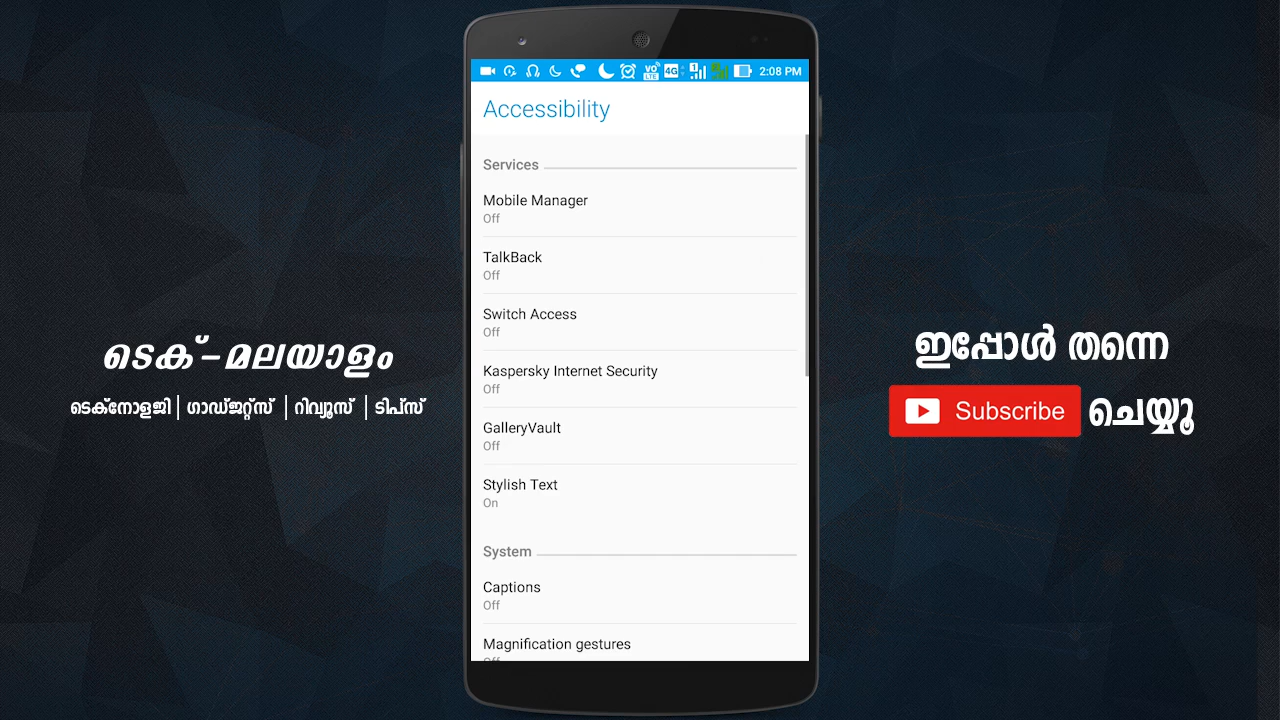 2:08 PM
Accessibility
Services
Mobile Manager
Off
TalkBack
Off
Switch Access
Off
Kaspersky Internet Security
Off
GalleryVault
Off
Stylish Text
On
System
Captions
Off
Magnification gestures
Off
ടെക്-മലയാളം
ടെക്നോളജി | ഗാഡ്ജറ്റ്സ് | റിവ്യൂസ് | ടിപ്സ്
ഇപ്പോൾ തന്നെ
Subscribe ചെയ്യൂ